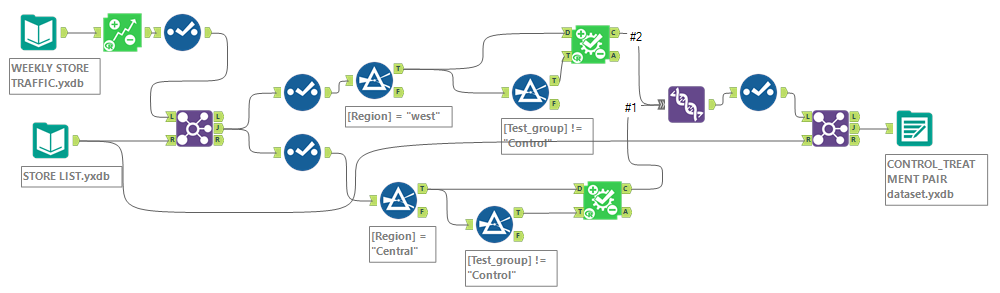 WEEKLY STORE
TRAFFIC.yxdb
STORE LIST.yxdb
L
J
R
L
R
[Region] = "west"
T
F
[Region] =
"Central"
T
F
[Test_group] !=
"Control"
T
F
[Test_group] !=
"Control"
T
F
D
T
C
A
#2
#1
D
T
C
A
L
R
L
J
R
CONTROL_TREAT
MENT PAIR
dataset.yxdb